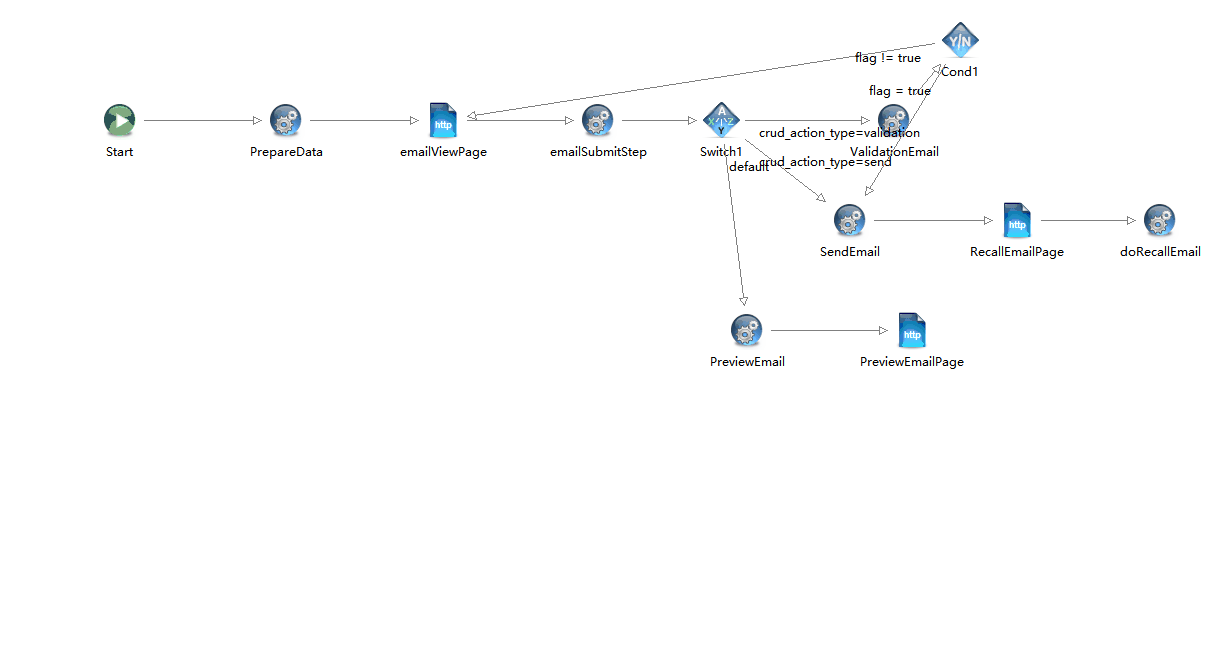 Y/N
flag != true
Cond1
flag = true
http
A
X Z
Y
crud_action_type=validation
Start
PrepareData
emailViewPage
emailSubmitStep
Switch1
ValidationEmail
default
crud_action_type=send
http
SendEmail
RecallEmailPage
doRecallEmail
http
PreviewEmail
PreviewEmailPage